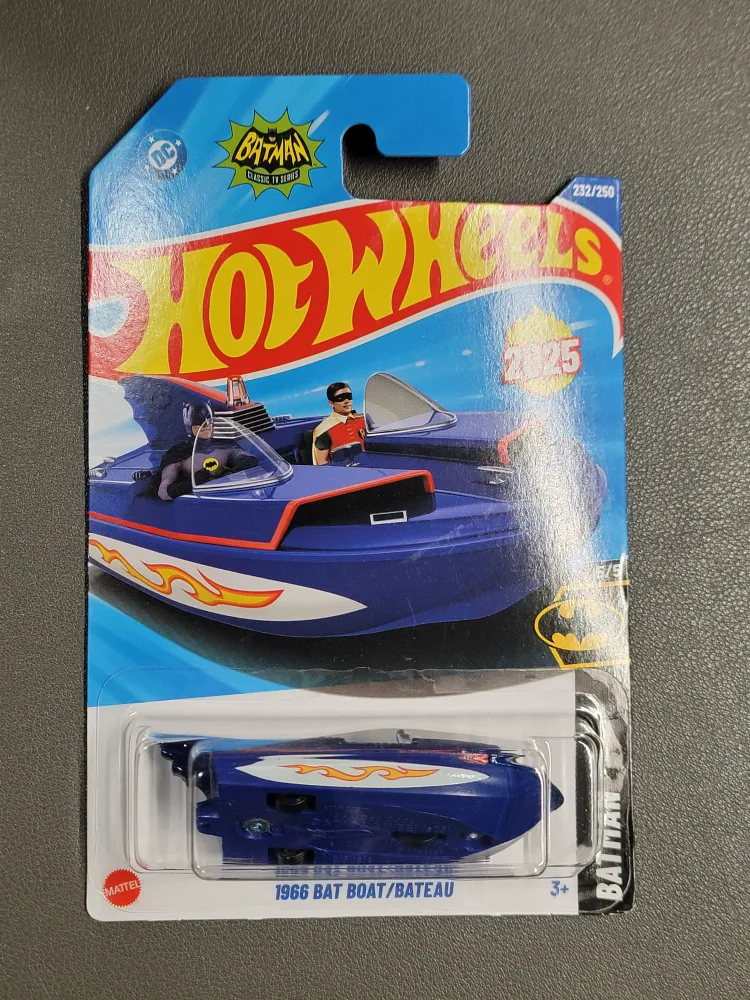 DC
BATMAN
CLASSIC TV SERIES
232/250
HOT WHEELS
2025
1966 BAT BOAT/BATEAU
3+
MATTEL
BATMAN